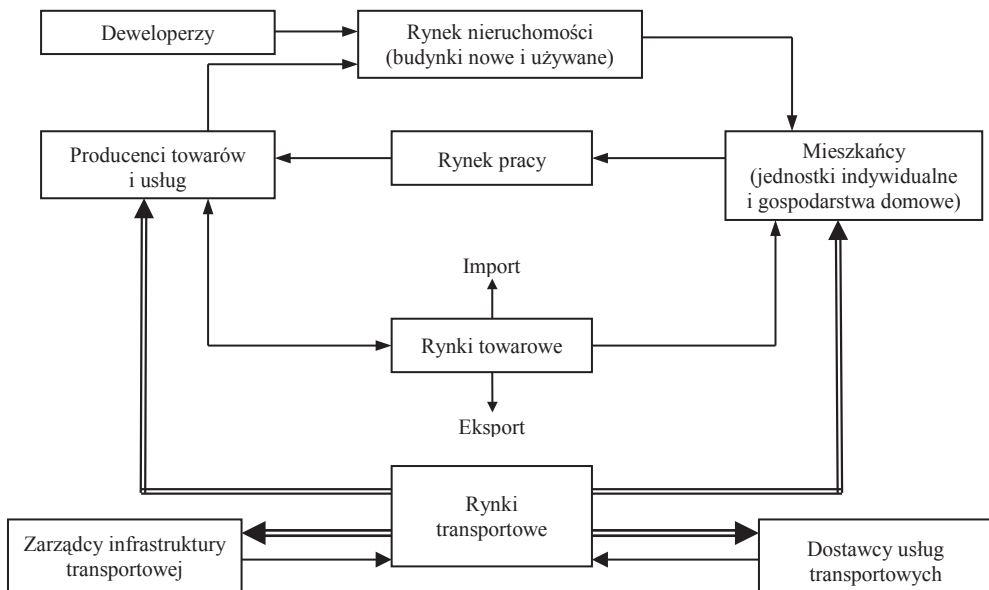 Deweloperzy
Rynek nieruchomości
(budynki nowe i używane)
Producenci towarów
i usług
Rynek pracy
Mieszkańcy
(jednostki indywidualne
i gospodarstwa domowe)
Import
Rynki towarowe
Eksport
Rynki
transportowe
Zarządcy infrastruktury
transportowej
Dostawcy usług
transportowych